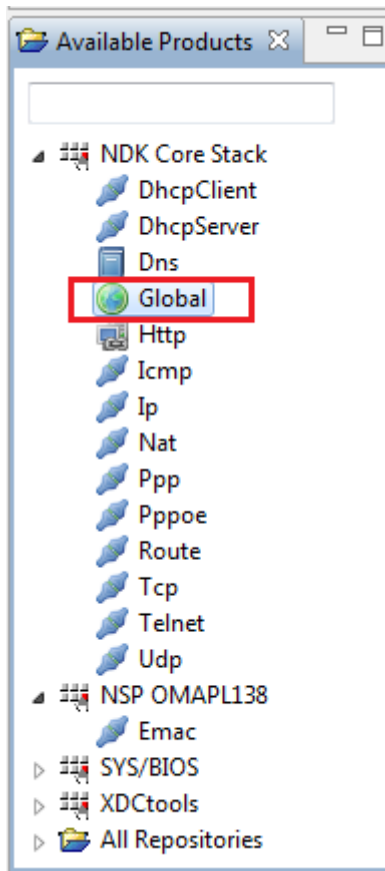 Available Products
NDK Core Stack
DhcpClient
DhcpServer
Dns
Global
Http
Icmp
Ip
Nat
Ppp
Pppoe
Route
Tcp
Telnet
Udp
NSP OMAPL138
Emac
SYS/BIOS
XDCtools
All Repositories